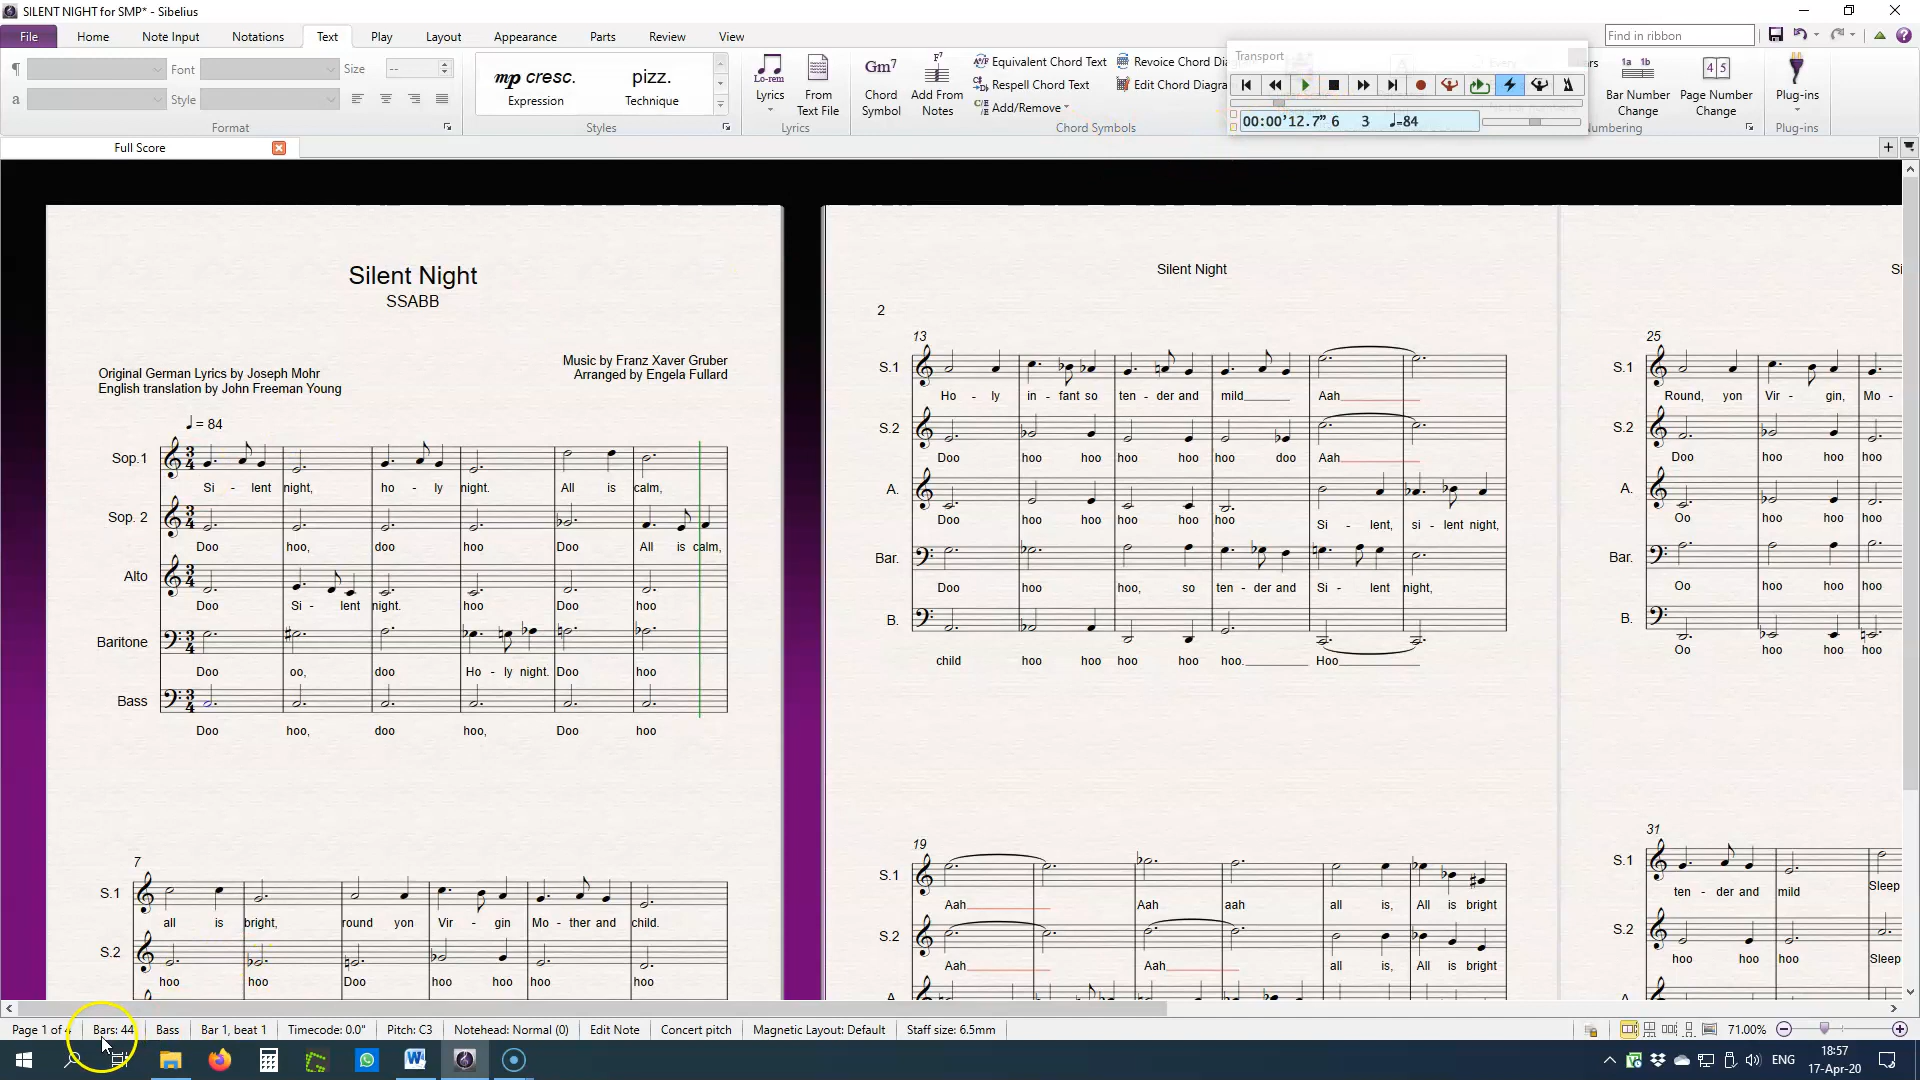 SILENT NIGHT for SMP* - Sibelius
File Home Note Input Notations Text Play Layout Appearance Parts Review View Find in ribbon
Font Size --
Style
Format
mp cresc. pizz.
Expression Technique
Styles
Lo-rem
Lyrics From Text File
Lyrics
Gm7
Chord Symbol Add From Notes
Equivalent Chord Text
Respell Chord Text
Add/Remove
Revoice Chord Dia
Edit Chord Diagra
Chord Symbols
Transport
00:00'12.7" 6 3 ♩=84
ers
1a 1b
Bar Number Change
4 5
Page Number Change
Numbering
Plug-ins
Plug-ins
Full Score
Silent Night
SSABB
Original German Lyrics by Joseph Mohr
English translation by John Freeman Young
Music by Franz Xaver Gruber
Arranged by Engela Fullard
♩ = 84
Sop.1
Si - lent night, ho - ly night. All is calm,
Sop. 2
Doo hoo, doo hoo Doo All is calm,
Alto
Doo Si - lent night. hoo Doo hoo
Baritone
Doo oo, doo Ho - ly night. Doo hoo
Bass
Doo hoo, doo hoo, Doo hoo
7
S.1
all is bright, round yon Vir - gin Mo - ther and child.
S.2
hoo hoo Doo hoo hoo hoo hoo
Silent Night
2
13
S.1
Ho - ly in - fant so ten - der and mild Aah
S.2
Doo hoo hoo hoo hoo hoo doo Aah
A.
Doo hoo hoo hoo hoo hoo Si - lent, si - lent night,
Bar.
Doo hoo hoo, so ten - der and Si - lent night,
B.
child hoo hoo hoo hoo hoo. Hoo
19
S.1
Aah Aah aah all is, All is bright
S.2
Aah Aah all is, All is bright
A.
Si
25
S.1
Round, yon Vir - gin, Mo -
S.2
Doo hoo hoo hoo
A.
Oo hoo hoo hoo
Bar.
Oo hoo hoo hoo
B.
Oo hoo hoo hoo
31
S.1
ten - der and mild Sleep
S.2
hoo hoo hoo Sleep
A.
Page 1 of 4 Bars: 44 Bass Bar 1, beat 1 Timecode: 0.0" Pitch: C3 Notehead: Normal (0) Edit Note Concert pitch Magnetic Layout: Default Staff size: 6.5mm 71.00%
ENG
18:57
17-Apr-20